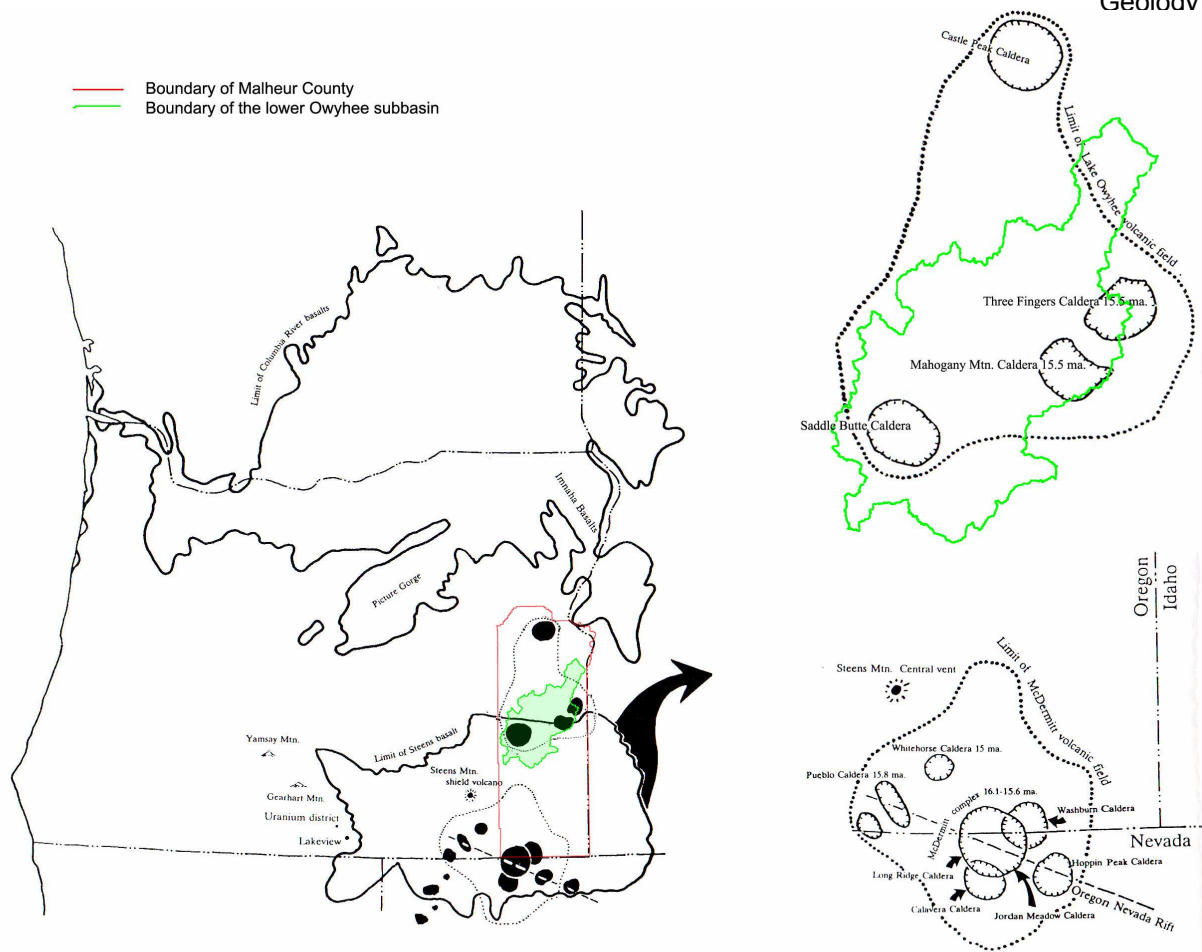 Geology
Boundary of Malheur County
Boundary of the lower Owyhee subbasin
Castle Peak Caldera
Limit of Lake Owyhee volcanic field
Three Fingers Caldera 15.5 ma.
Mahogany Mtn. Caldera 15.5 ma.
Saddle Butte Caldera
Limit of Columbia River basalts
Imnaha Basalts
Picture Gorge
Limit of Steens basalt
Yamsay Mtn.
Gearhart Mtn.
Uranium district
Lakeview
Steens Mtn.
shield volcano
Oregon
Idaho
Steens Mtn. Central vent
Limit of McDermitt volcanic field
Whitehorse Caldera 15 ma.
Pueblo Caldera 15.8 ma.
McDermitt complex 16.1-15.6 ma.
Washburn Caldera
Nevada
Long Ridge Caldera
Hoppin Peak Caldera
Calavera Caldera
Jordan Meadow Caldera
Oregon Nevada Rift